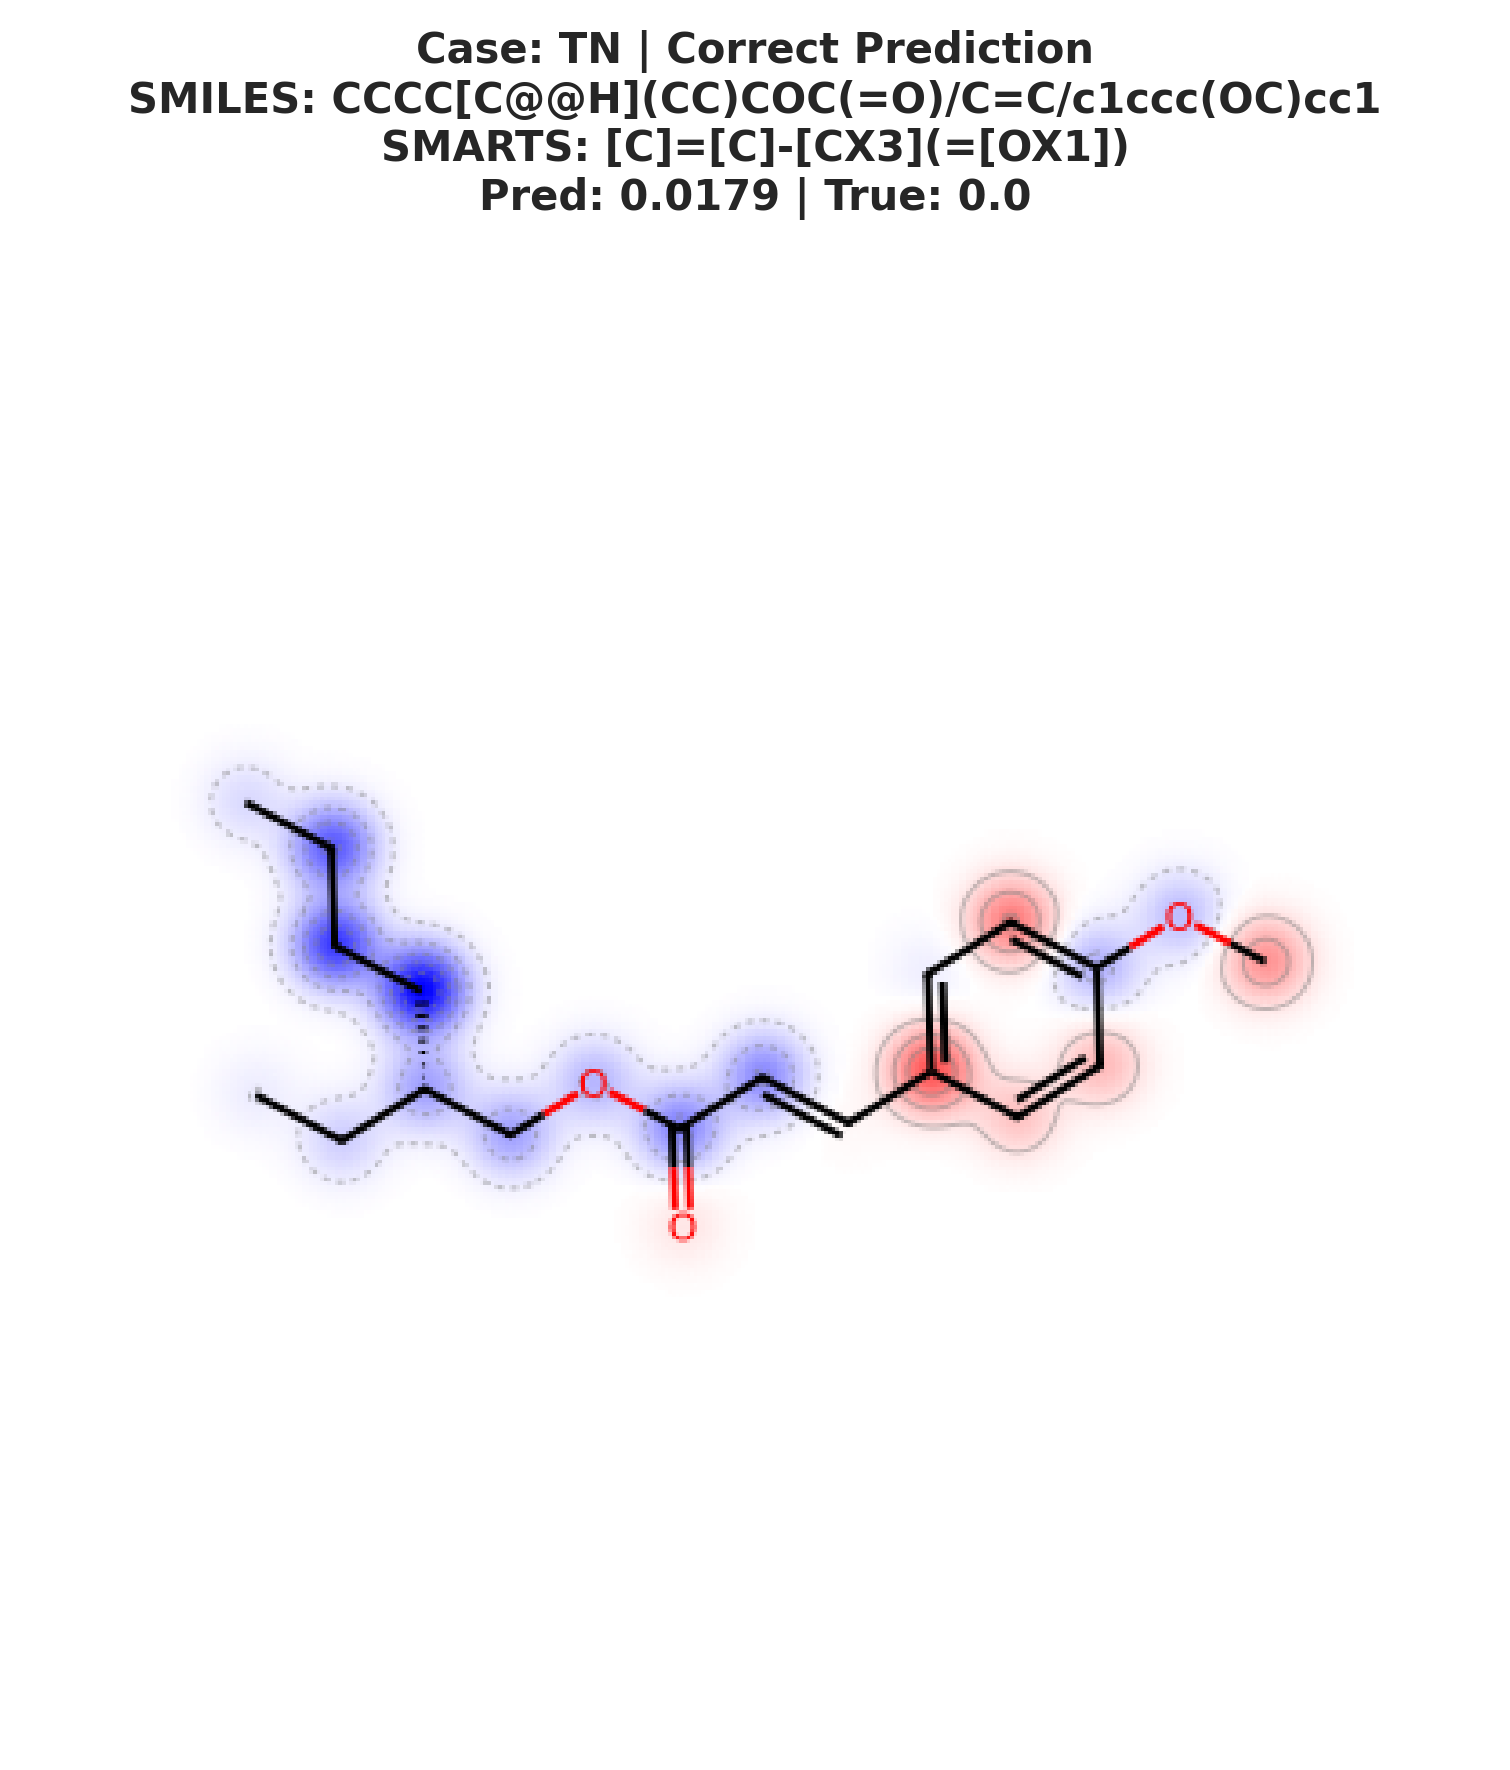 Case: TN | Correct Prediction
SMILES: CCCC[C@@H](CC)COC(=O)/C=C/c1ccc(OC)cc1
SMARTS: [C]=[C]-[CX3](=[OX1])
Pred: 0.0179 | True: 0.0
O
O
O